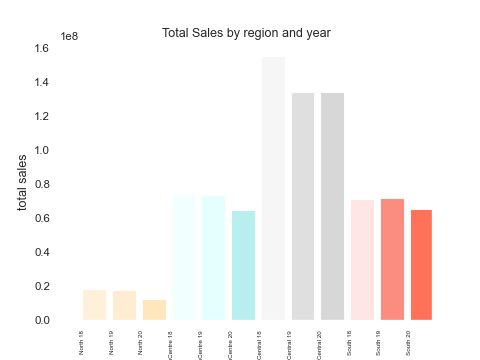 Total Sales by region and year
1e8
1.6
1.4
1.2
1.0
0.8
0.6
0.4
0.2
0.0
total sales
North 18
North 19
North 20
Centre 18
Centre 19
Centre 20
Central 18
Central 19
Central 20
South 18
South 19
South 20